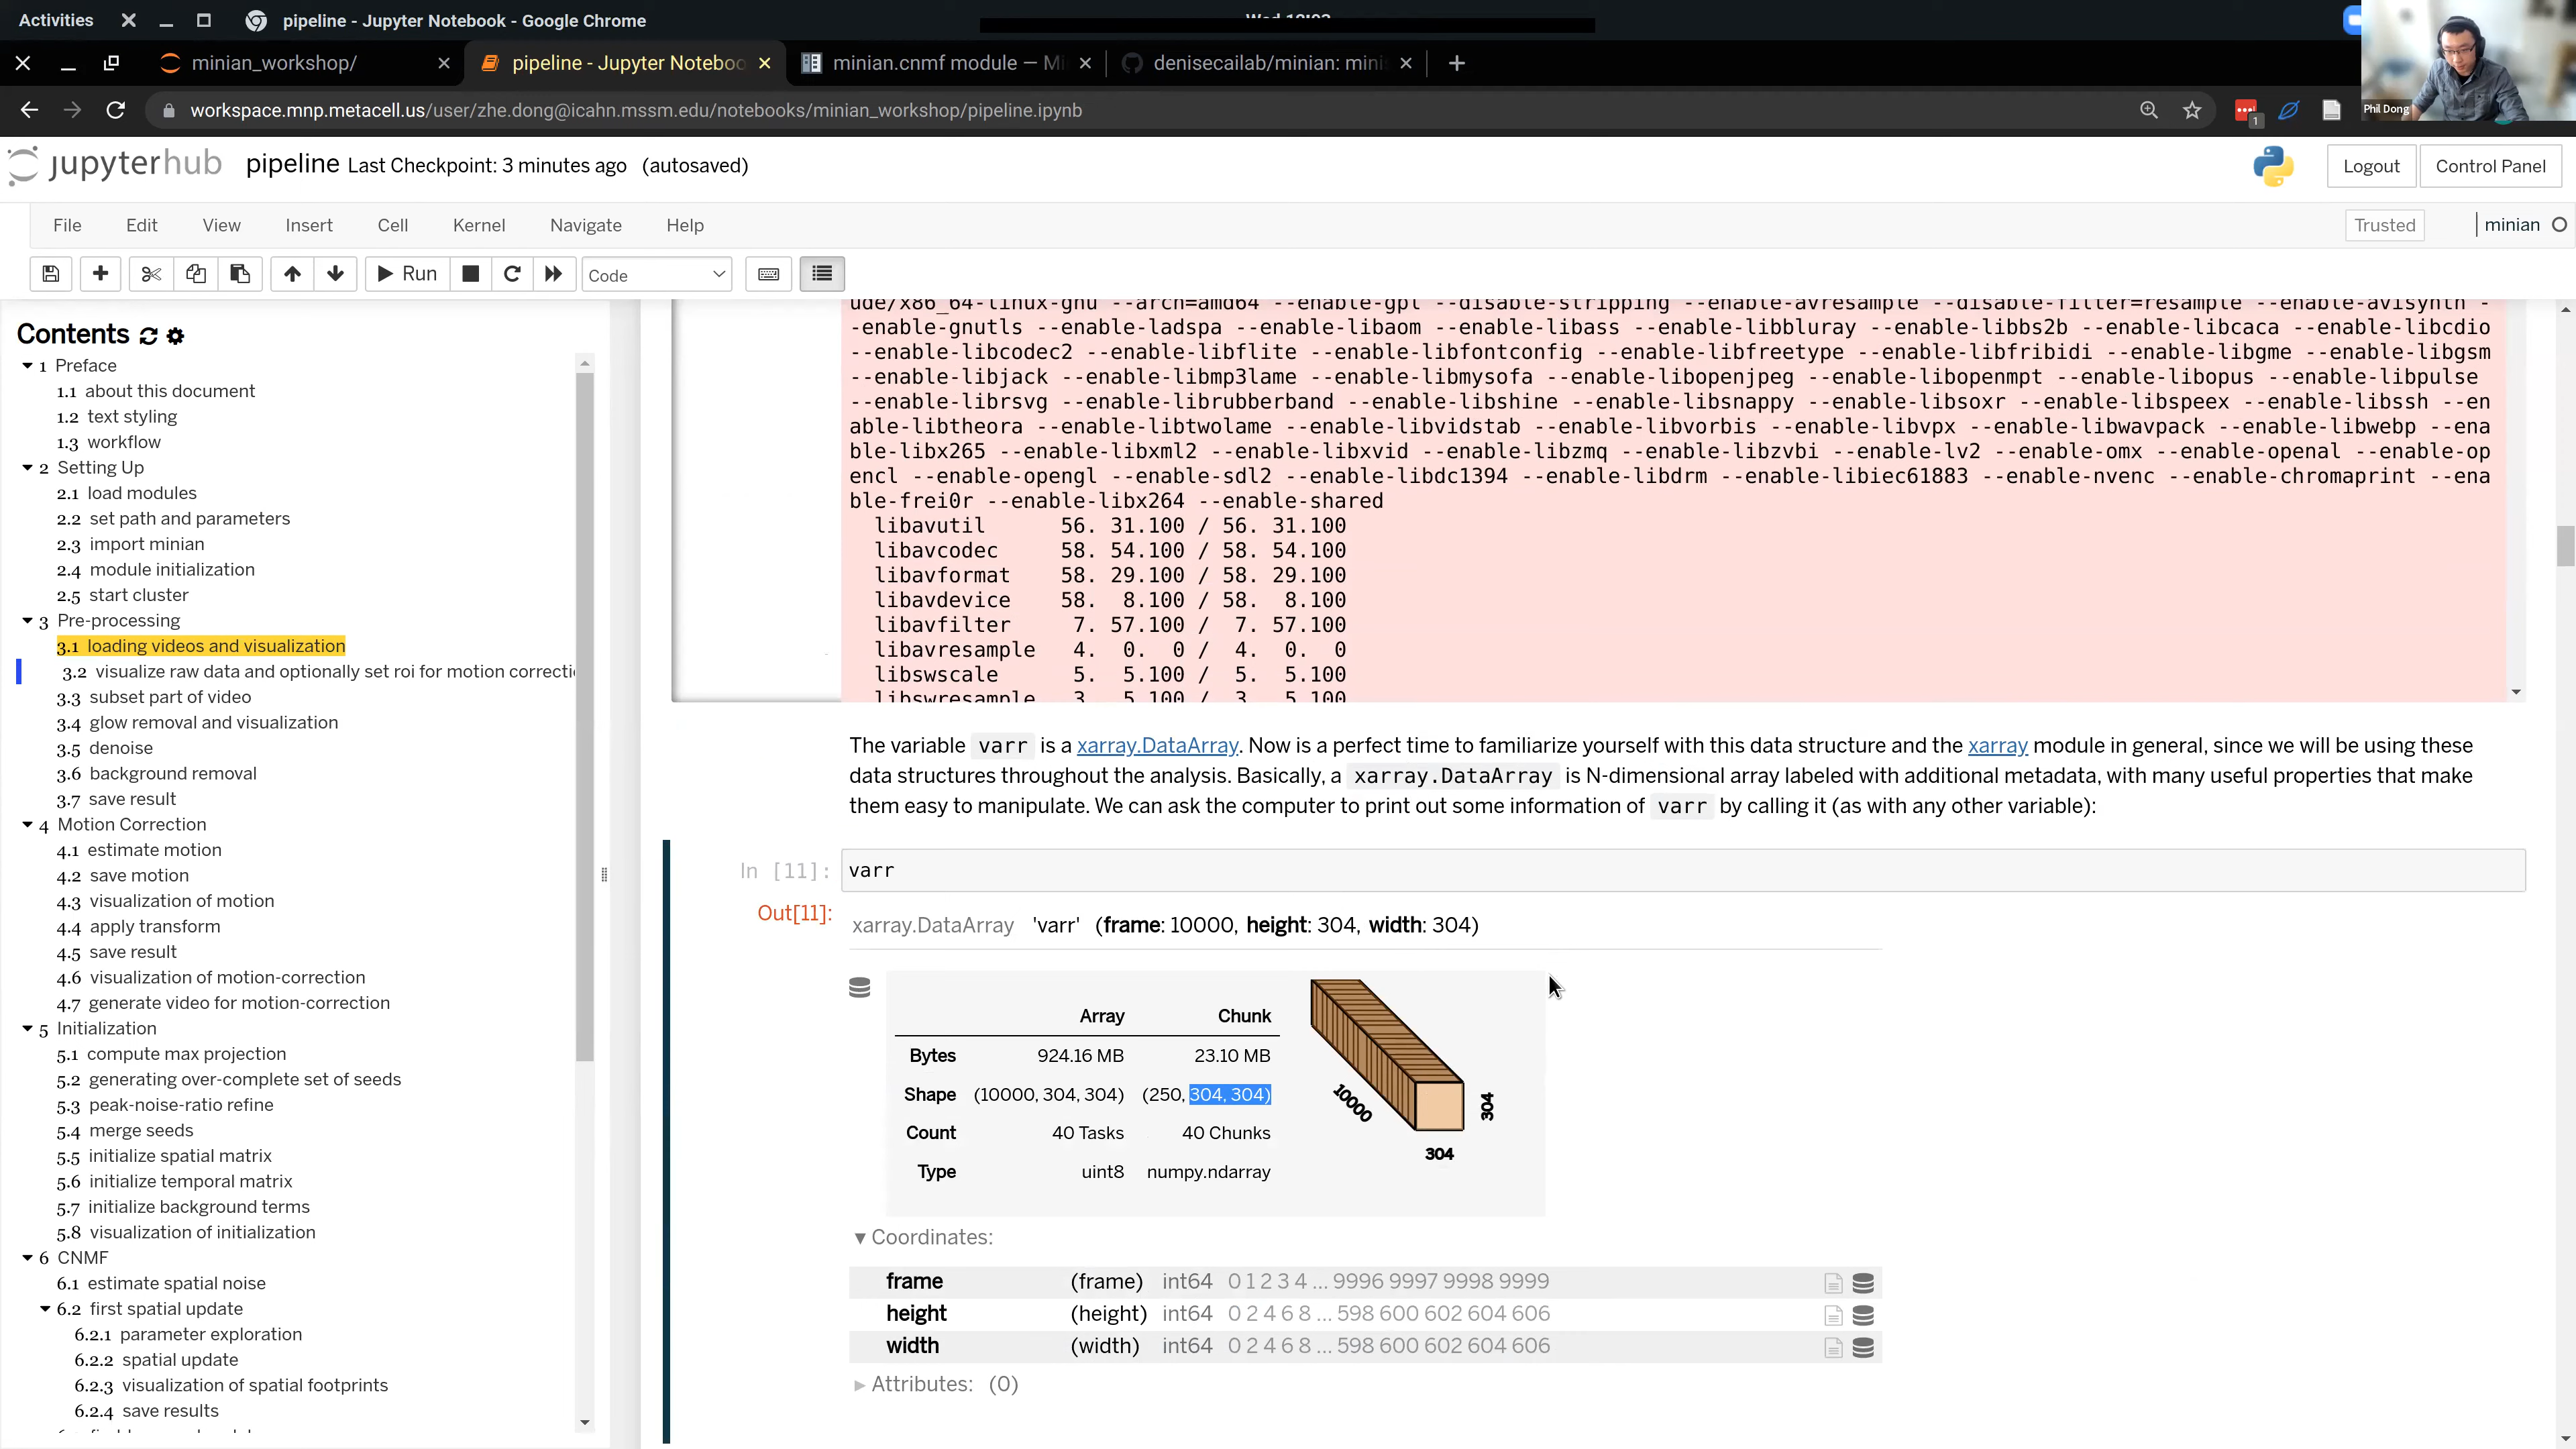 Activities
pipeline - Jupyter Notebook - Google Chrome
minian_workshop/
pipeline - Jupyter Noteboo
minian.cnmf module — Mi
denisecailab/minian: mini
workspace.mnp.metacell.us/user/zhe.dong@icahn.mssm.edu/notebooks/minian_workshop/pipeline.ipynb
1
Phil Dong
jupyterhub pipeline Last Checkpoint: 3 minutes ago (autosaved)
Logout Control Panel
File Edit View Insert Cell Kernel Navigate Help
Trusted minian
Run Code
Contents
1 Preface
1.1 about this document
1.2 text styling
1.3 workflow
2 Setting Up
2.1 load modules
2.2 set path and parameters
2.3 import minian
2.4 module initialization
2.5 start cluster
3 Pre-processing
3.1 loading videos and visualization
3.2 visualize raw data and optionally set roi for motion correcti
3.3 subset part of video
3.4 glow removal and visualization
3.5 denoise
3.6 background removal
3.7 save result
4 Motion Correction
4.1 estimate motion
4.2 save motion
4.3 visualization of motion
4.4 apply transform
4.5 save result
4.6 visualization of motion-correction
4.7 generate video for motion-correction
5 Initialization
5.1 compute max projection
5.2 generating over-complete set of seeds
5.3 peak-noise-ratio refine
5.4 merge seeds
5.5 initialize spatial matrix
5.6 initialize temporal matrix
5.7 initialize background terms
5.8 visualization of initialization
6 CNMF
6.1 estimate spatial noise
6.2 first spatial update
6.2.1 parameter exploration
6.2.2 spatial update
6.2.3 visualization of spatial footprints
6.2.4 save results
ude/x86_64-linux-gnu --arch=amd64 --enable-gpl --disable-stripping --enable-avresample --disable-filter=resample --enable-avisynth -
-enable-gnutls --enable-ladspa --enable-libaom --enable-libass --enable-libbluray --enable-libbs2b --enable-libcaca --enable-libcdio
--enable-libcodec2 --enable-libflite --enable-libfontconfig --enable-libfreetype --enable-libfribidi --enable-libgme --enable-libgsm
--enable-libjack --enable-libmp3lame --enable-libmysofa --enable-libopenjpeg --enable-libopenmpt --enable-libopus --enable-libpulse
--enable-librsvg --enable-librubberband --enable-libshine --enable-libsnappy --enable-libsoxr --enable-libspeex --enable-libssh --en
able-libtheora --enable-libtwolame --enable-libvidstab --enable-libvorbis --enable-libvpx --enable-libwavpack --enable-libwebp --ena
ble-libx265 --enable-libxml2 --enable-libxvid --enable-libzmq --enable-libzvbi --enable-lv2 --enable-omx --enable-openal --enable-op
encl --enable-opengl --enable-sdl2 --enable-libdc1394 --enable-libdrm --enable-libiec61883 --enable-nvenc --enable-chromaprint --ena
ble-frei0r --enable-libx264 --enable-shared
libavutil 56. 31.100 / 56. 31.100
libavcodec 58. 54.100 / 58. 54.100
libavformat 58. 29.100 / 58. 29.100
libavdevice 58. 8.100 / 58. 8.100
libavfilter 7. 57.100 / 7. 57.100
libavresample 4. 0. 0 / 4. 0. 0
libswscale 5. 5.100 / 5. 5.100
libswresample 3. 5.100 / 3. 5.100
The variable varr is a xarray.DataArray. Now is a perfect time to familiarize yourself with this data structure and the xarray module in general, since we will be using these
data structures throughout the analysis. Basically, a xarray.DataArray is N-dimensional array labeled with additional metadata, with many useful properties that make
them easy to manipulate. We can ask the computer to print out some information of varr by calling it (as with any other variable):
In [11]: varr
Out[11]: xarray.DataArray 'varr' (frame: 10000, height: 304, width: 304)
Array Chunk
Bytes 924.16 MB 23.10 MB
Shape (10000, 304, 304) (250, 304, 304)
Count 40 Tasks 40 Chunks
Type uint8 numpy.ndarray
10000
304
304
Coordinates:
frame (frame) int64 0 1 2 3 4 ... 9996 9997 9998 9999
height (height) int64 0 2 4 6 8 ... 598 600 602 604 606
width (width) int64 0 2 4 6 8 ... 598 600 602 604 606
Attributes: (0)